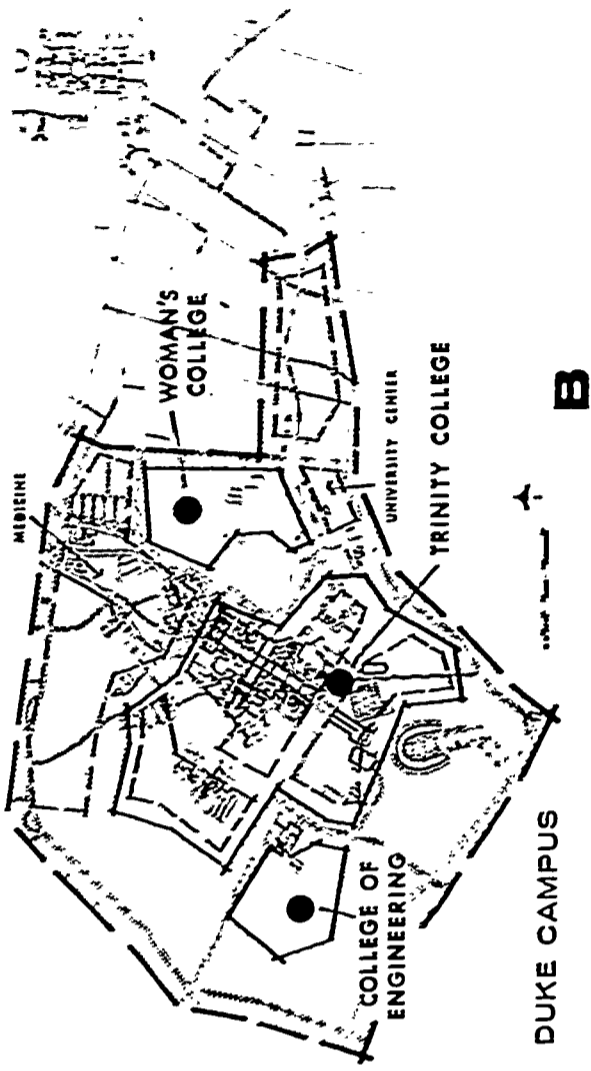 MEDICINE
WOMAN'S
COLLEGE
UNIVERSITY CENTER
TRINITY COLLEGE
COLLEGE OF
ENGINEERING
DUKE CAMPUS
B